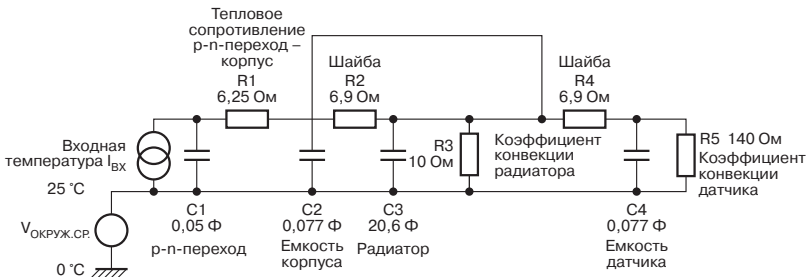 Тепловое
сопротивление
p-n-переход –
корпус
R1
6,25 Ом
Шайба
R2
6,9 Ом
Шайба
R4
6,9 Ом
Входная
температура IВХ
R3
10 Ом
Коэффициент
конвекции
радиатора
R5 140 Ом
Коэффициент
конвекции
датчика
25 °C
VОКРУЖ.СР.
0 °C
C1
0,05 Ф
p-n-переход
C2
0,077 Ф
Емкость
корпуса
C3
20,6 Ф
Радиатор
C4
0,077 Ф
Емкость
датчика